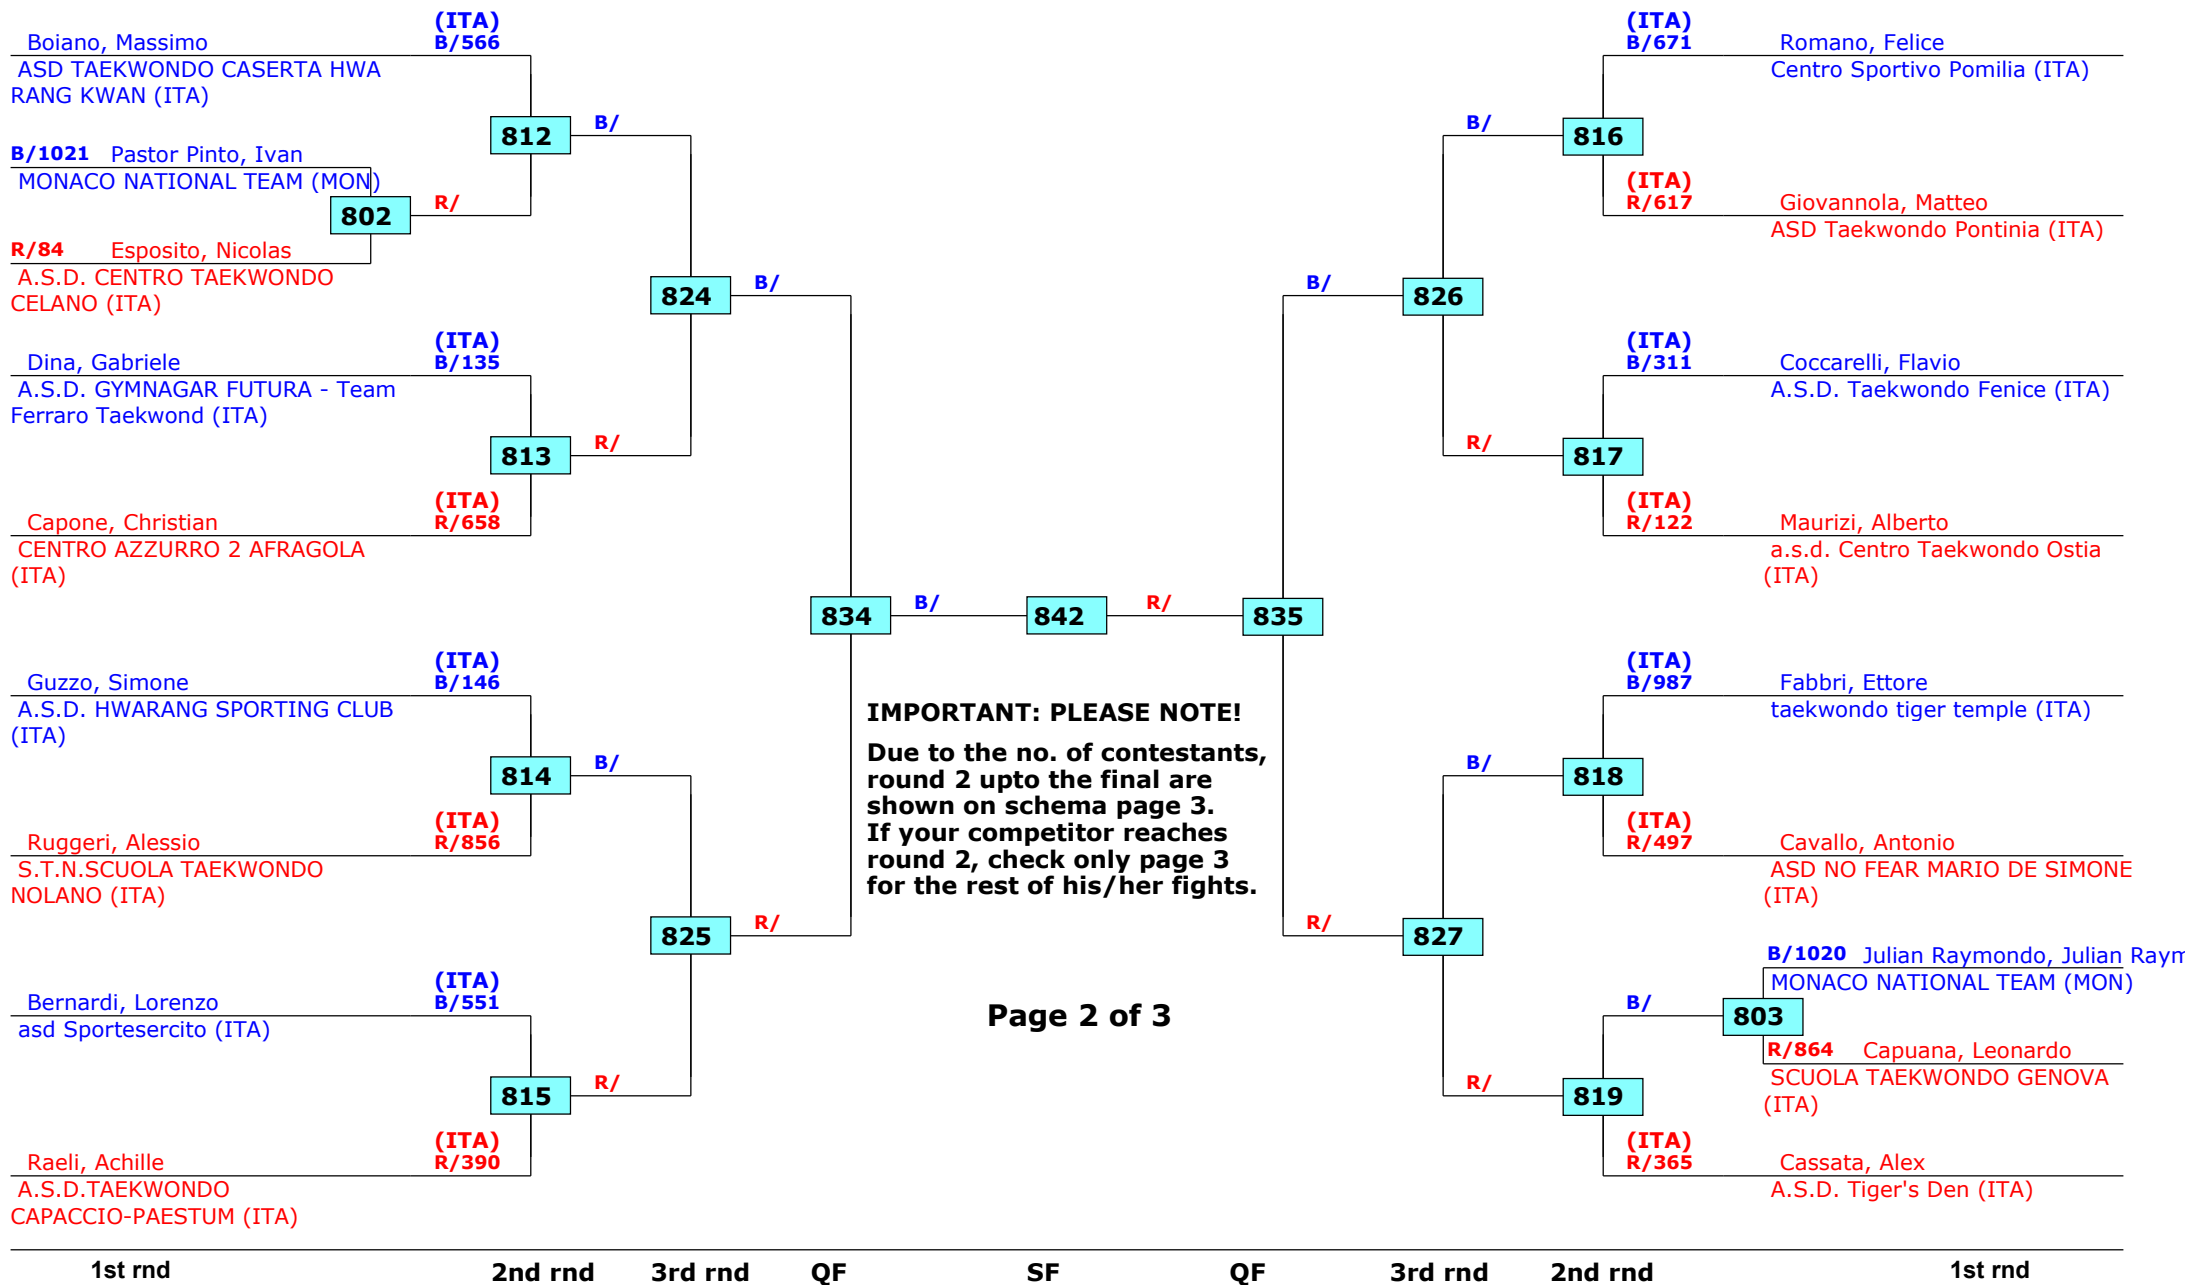 (ITA)
Boiano, Massimo B/566
ASD TAEKWONDO CASERTA HWA
RANG KWAN (ITA)
812
B/
B/1021 Pastor Pinto, Ivan
MONACO NATIONAL TEAM (MON)
802
R/
R/84 Esposito, Nicolas
A.S.D. CENTRO TAEKWONDO
CELANO (ITA)
824
B/
(ITA)
Dina, Gabriele B/135
A.S.D. GYMNAGAR FUTURA - Team
Ferraro Taekwond (ITA)
813
R/
(ITA)
Capone, Christian R/658
CENTRO AZZURRO 2 AFRAGOLA
(ITA)
834
B/
842
R/
835
(ITA)
Guzzo, Simone B/146
A.S.D. HWARANG SPORTING CLUB
(ITA)
814
B/
(ITA)
Ruggeri, Alessio R/856
S.T.N.SCUOLA TAEKWONDO
NOLANO (ITA)
825
R/
(ITA)
Bernardi, Lorenzo B/551
asd Sportesercito (ITA)
815
R/
(ITA)
Raeli, Achille R/390
A.S.D.TAEKWONDO
CAPACCIO-PAESTUM (ITA)
IMPORTANT: PLEASE NOTE!
Due to the no. of contestants,
round 2 upto the final are
shown on schema page 3.
If your competitor reaches
round 2, check only page 3
for the rest of his/her fights.
Page 2 of 3
(ITA)
B/671 Romano, Felice
Centro Sportivo Pomilia (ITA)
B/
816
(ITA)
R/617 Giovannola, Matteo
ASD Taekwondo Pontinia (ITA)
B/
826
(ITA)
B/311 Coccarelli, Flavio
A.S.D. Taekwondo Fenice (ITA)
R/
817
(ITA)
R/122 Maurizi, Alberto
a.s.d. Centro Taekwondo Ostia
(ITA)
(ITA)
B/987 Fabbri, Ettore
taekwondo tiger temple (ITA)
B/
818
(ITA)
R/497 Cavallo, Antonio
ASD NO FEAR MARIO DE SIMONE
(ITA)
R/
827
B/1020 Julian Raymondo, Julian Raym
MONACO NATIONAL TEAM (MON)
B/
803
R/864 Capuana, Leonardo
SCUOLA TAEKWONDO GENOVA
(ITA)
R/
819
(ITA)
R/365 Cassata, Alex
A.S.D. Tiger's Den (ITA)
1st rnd 2nd rnd 3rd rnd QF SF QF 3rd rnd 2nd rnd 1st rnd